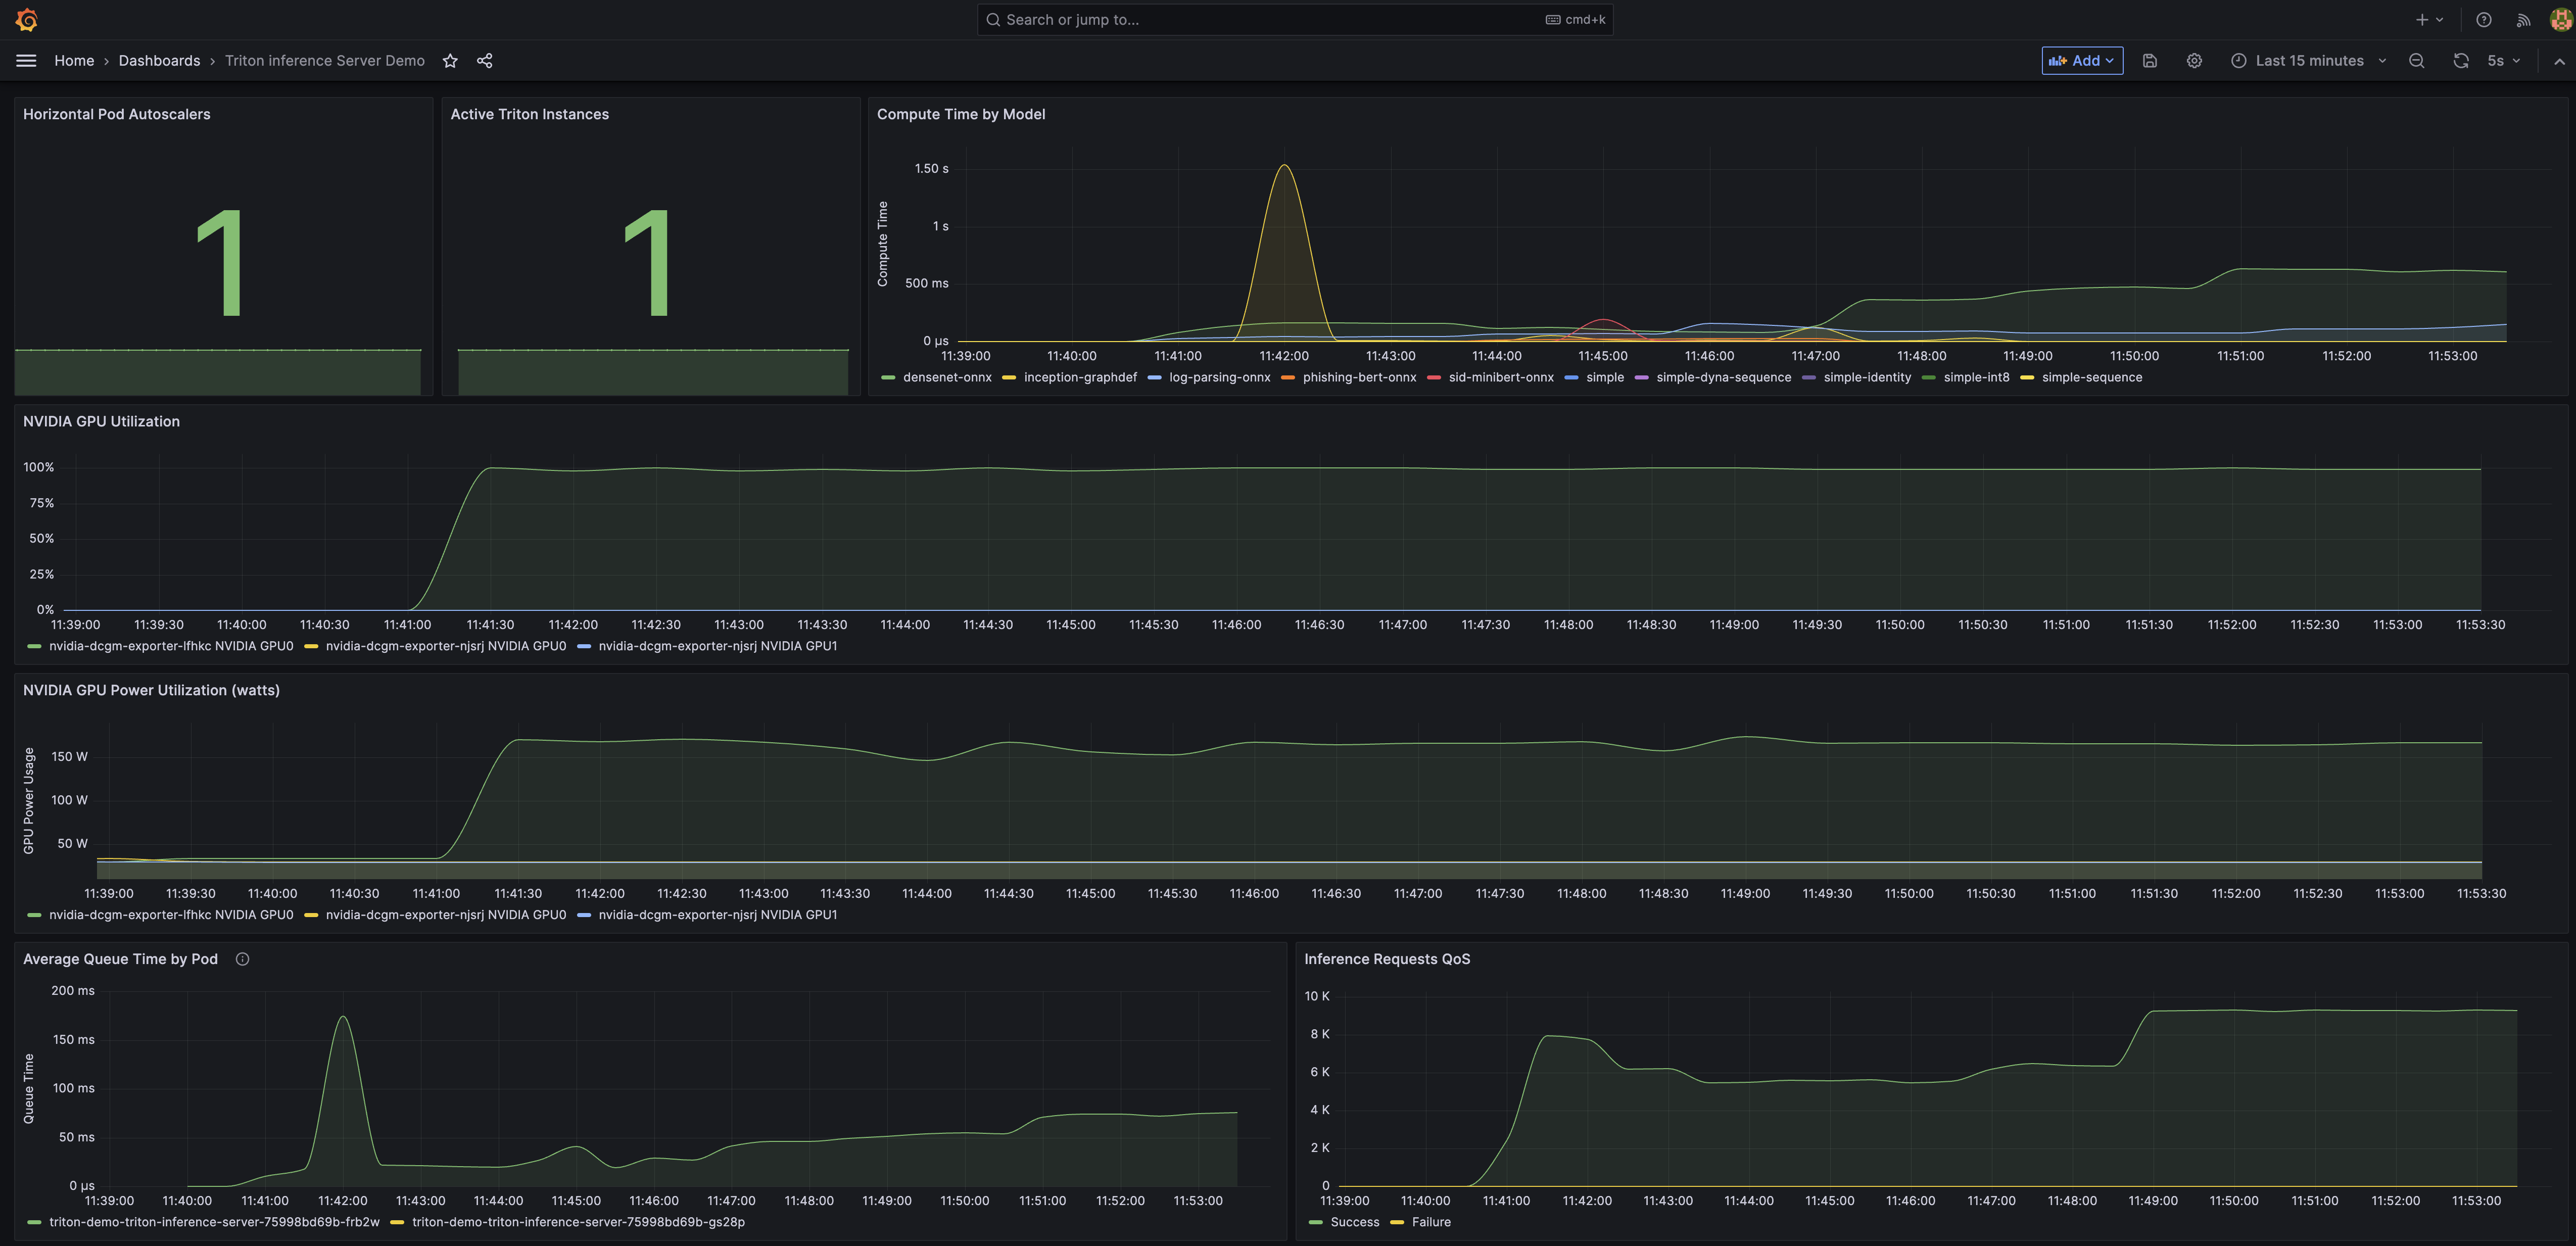 Search or jump to... cmd+k
Home › Dashboards › Triton inference Server Demo
Add
Last 15 minutes
5s
Horizontal Pod Autoscalers
1
Active Triton Instances
1
Compute Time by Model
Compute Time
1.50 s
1 s
500 ms
0 µs
11:39:00 11:40:00 11:41:00 11:42:00 11:43:00 11:44:00 11:45:00 11:46:00 11:47:00 11:48:00 11:49:00 11:50:00 11:51:00 11:52:00 11:53:00
densenet-onnx inception-graphdef log-parsing-onnx phishing-bert-onnx sid-minibert-onnx simple simple-dyna-sequence simple-identity simple-int8 simple-sequence
NVIDIA GPU Utilization
100%
75%
50%
25%
0%
11:39:00 11:39:30 11:40:00 11:40:30 11:41:00 11:41:30 11:42:00 11:42:30 11:43:00 11:43:30 11:44:00 11:44:30 11:45:00 11:45:30 11:46:00 11:46:30 11:47:00 11:47:30 11:48:00 11:48:30 11:49:00 11:49:30 11:50:00 11:50:30 11:51:00 11:51:30 11:52:00 11:52:30 11:53:00 11:53:30
nvidia-dcgm-exporter-lfhkc NVIDIA GPU0 nvidia-dcgm-exporter-njsrj NVIDIA GPU0 nvidia-dcgm-exporter-njsrj NVIDIA GPU1
NVIDIA GPU Power Utilization (watts)
GPU Power Usage
150 W
100 W
50 W
11:39:00 11:39:30 11:40:00 11:40:30 11:41:00 11:41:30 11:42:00 11:42:30 11:43:00 11:43:30 11:44:00 11:44:30 11:45:00 11:45:30 11:46:00 11:46:30 11:47:00 11:47:30 11:48:00 11:48:30 11:49:00 11:49:30 11:50:00 11:50:30 11:51:00 11:51:30 11:52:00 11:52:30 11:53:00 11:53:30
nvidia-dcgm-exporter-lfhkc NVIDIA GPU0 nvidia-dcgm-exporter-njsrj NVIDIA GPU0 nvidia-dcgm-exporter-njsrj NVIDIA GPU1
Average Queue Time by Pod
Queue Time
200 ms
150 ms
100 ms
50 ms
0 µs
11:39:00 11:40:00 11:41:00 11:42:00 11:43:00 11:44:00 11:45:00 11:46:00 11:47:00 11:48:00 11:49:00 11:50:00 11:51:00 11:52:00 11:53:00
triton-demo-triton-inference-server-75998bd69b-frb2w triton-demo-triton-inference-server-75998bd69b-gs28p
Inference Requests QoS
10 K
8 K
6 K
4 K
2 K
0
11:39:00 11:40:00 11:41:00 11:42:00 11:43:00 11:44:00 11:45:00 11:46:00 11:47:00 11:48:00 11:49:00 11:50:00 11:51:00 11:52:00 11:53:00
Success Failure